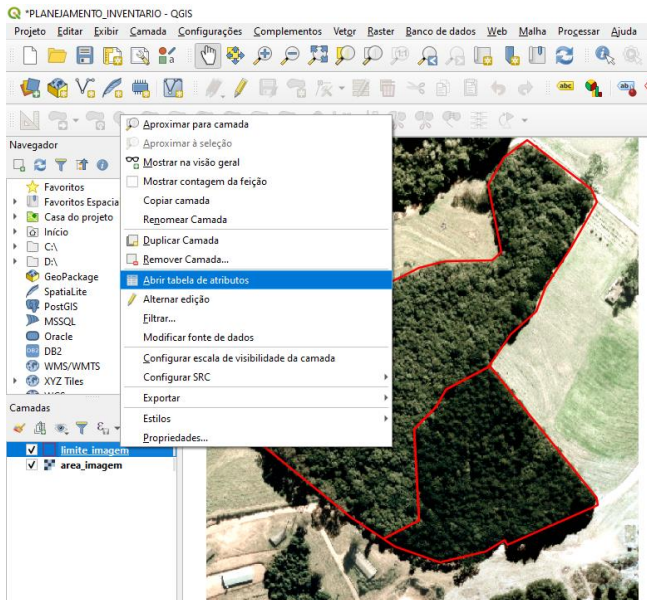 *PLANEJAMENTO_INVENTARIO - QGIS
Projeto Editar Exibir Camada Configurações Complementos Vetor Raster Banco de dados Web Malha Processar Ajuda
abc
ab
Navegador
Favoritos
Favoritos Espacia
Casa do projeto
Início
C:\
D:\
GeoPackage
SpatiaLite
PostGIS
MSSQL
Oracle
DB2
WMS/WMTS
XYZ Tiles
Aproximar para camada
Aproximar à seleção
Mostrar na visão geral
Mostrar contagem da feição
Copiar camada
Renomear Camada
Duplicar Camada
Remover Camada...
Abrir tabela de atributos
Alternar edição
Filtrar...
Modificar fonte de dados
Configurar escala de visibilidade da camada
Configurar SRC
Exportar
Estilos
Propriedades...
Camadas
limite_imagem
area_imagem